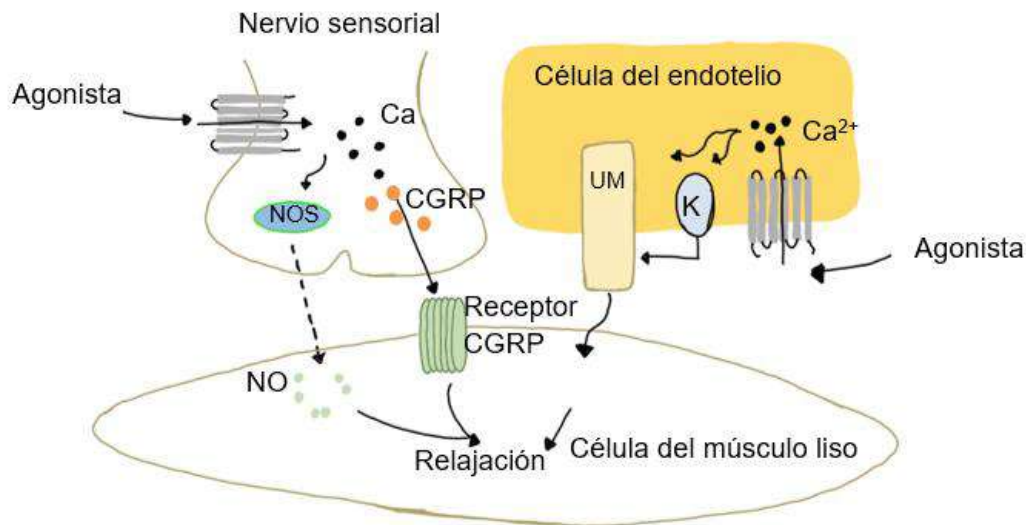 Nervio sensorial
Célula del endotelio
Agonista
Ca
Ca²⁺
UM
CGRP
K
NOS
Agonista
Receptor
CGRP
NO
Relajación
Célula del músculo liso